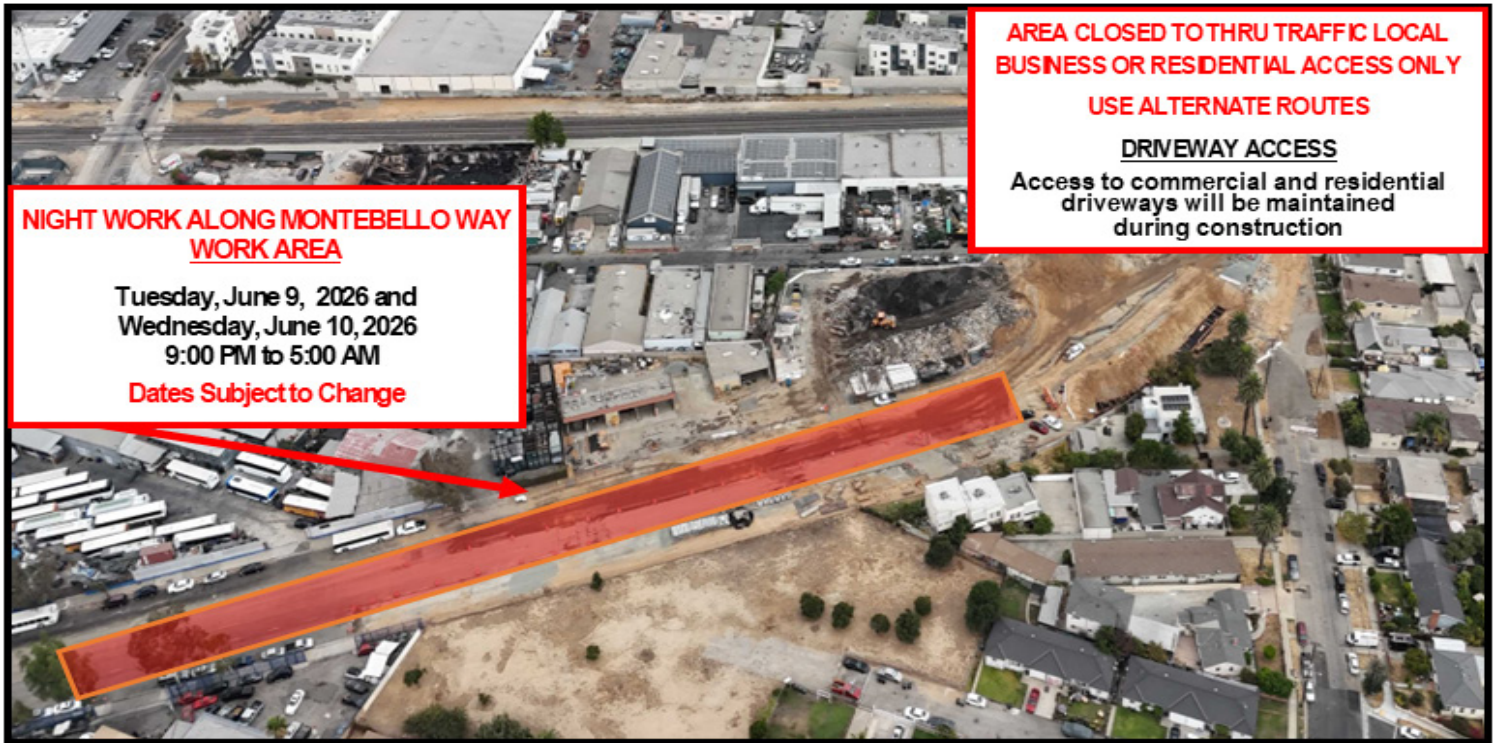 AREA CLOSED TO THRU TRAFFIC LOCAL
BUSINESS OR RESIDENTIAL ACCESS ONLY
USE ALTERNATE ROUTES
DRIVEWAY ACCESS
Access to commercial and residential
driveways will be maintained
during construction
NIGHT WORK ALONG MONTEBELLO WAY
WORK AREA
Tuesday, June 9, 2026 and
Wednesday, June 10, 2026
9:00 PM to 5:00 AM
Dates Subject to Change